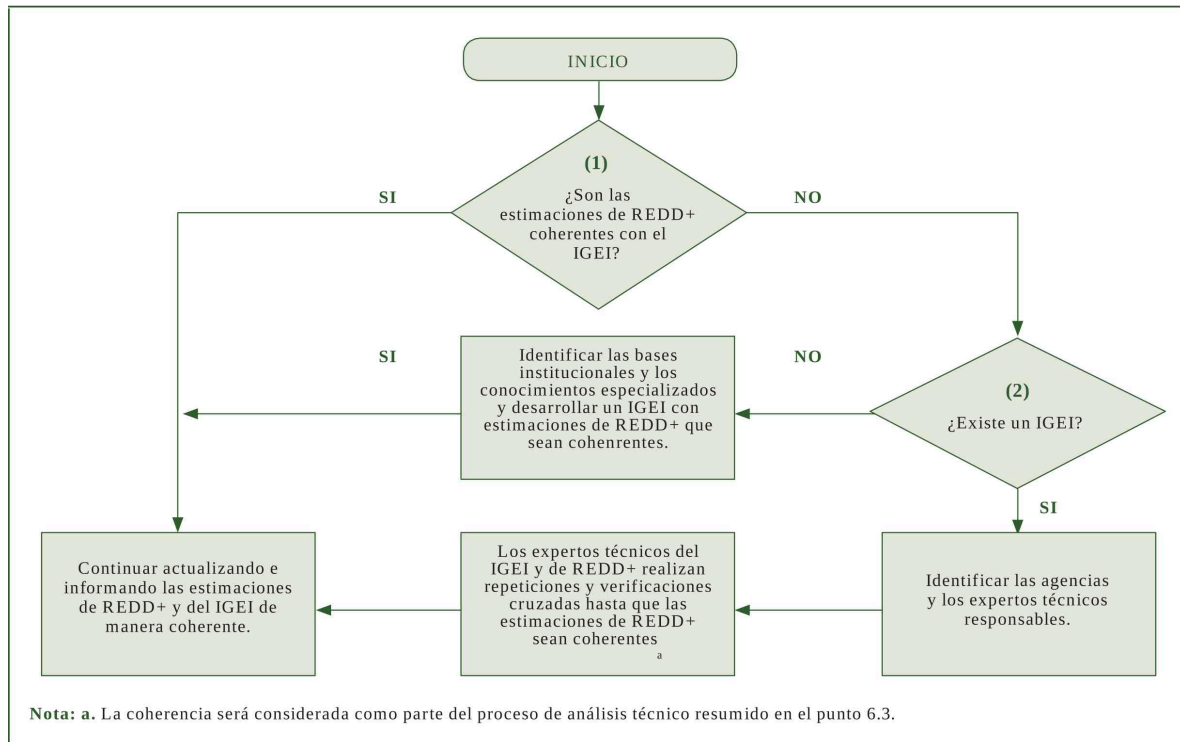 INICIO
(1)
¿Son las
estimaciones de REDD+
coherentes con el
IGEI?
SI
NO
SI
Identificar las bases
institucionales y los
conocimientos especializados
y desarrollar un IGEI con
estimaciones de REDD+ que
sean cohenrentes.
NO
(2)
¿Existe un IGEI?
SI
Continuar actualizando e
informando las estimaciones
de REDD+ y del IGEI de
manera coherente.
Los expertos técnicos del
IGEI y de REDD+ realizan
repeticiones y verificaciones
cruzadas hasta que las
estimaciones de REDD+
sean coherentes
a
Identificar las agencias
y los expertos técnicos
responsables.
Nota: a. La coherencia será considerada como parte del proceso de análisis técnico resumido en el punto 6.3.